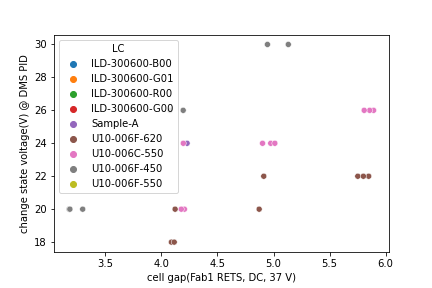 LC
ILD-300600-B00
ILD-300600-G01
ILD-300600-R00
ILD-300600-G00
Sample-A
U10-006F-620
U10-006C-550
U10-006F-450
U10-006F-550
30
28
26
24
22
20
18
change state voltage(V) @ DMS PID
3.5 4.0 4.5 5.0 5.5 6.0
cell gap(Fab1 RETS, DC, 37 V)